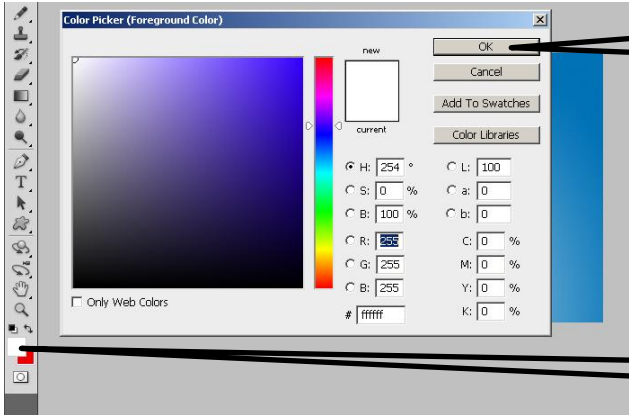 Color Picker (Foreground Color)
new
current
OK
Cancel
Add To Swatches
Color Libraries
H: 254 °
S: 0 %
B: 100 %
R: 255
G: 255
B: 255
# ffffff
L: 100
a: 0
b: 0
C: 0 %
M: 0 %
Y: 0 %
K: 0 %
Only Web Colors
T